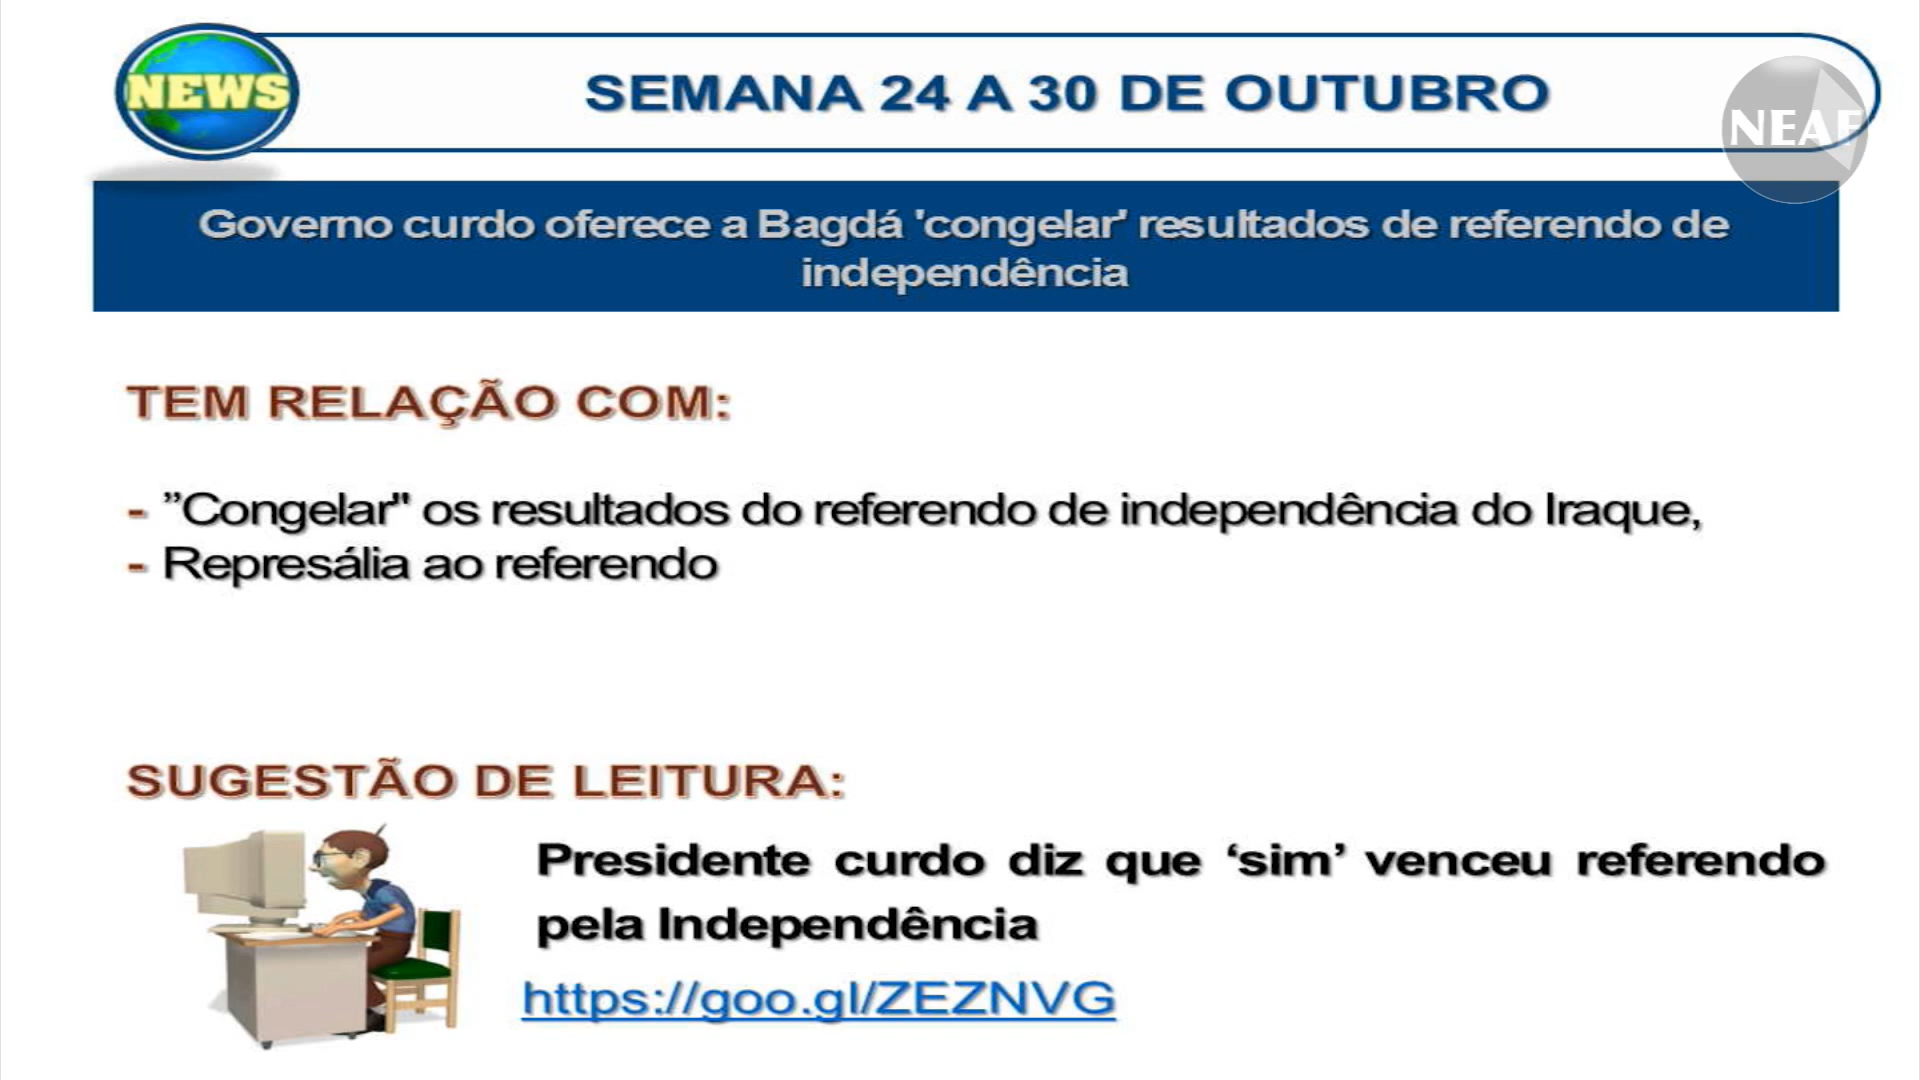 NEWS
SEMANA 24 A 30 DE OUTUBRO
NEAF
Governo curdo oferece a Bagdá 'congelar' resultados de referendo de
independência
TEM RELAÇÃO COM:
- ”Congelar" os resultados do referendo de independência do Iraque,
- Represália ao referendo
SUGESTÃO DE LEITURA:
Presidente curdo diz que ‘sim’ venceu referendo
pela Independência
https://goo.gl/ZEZNVG